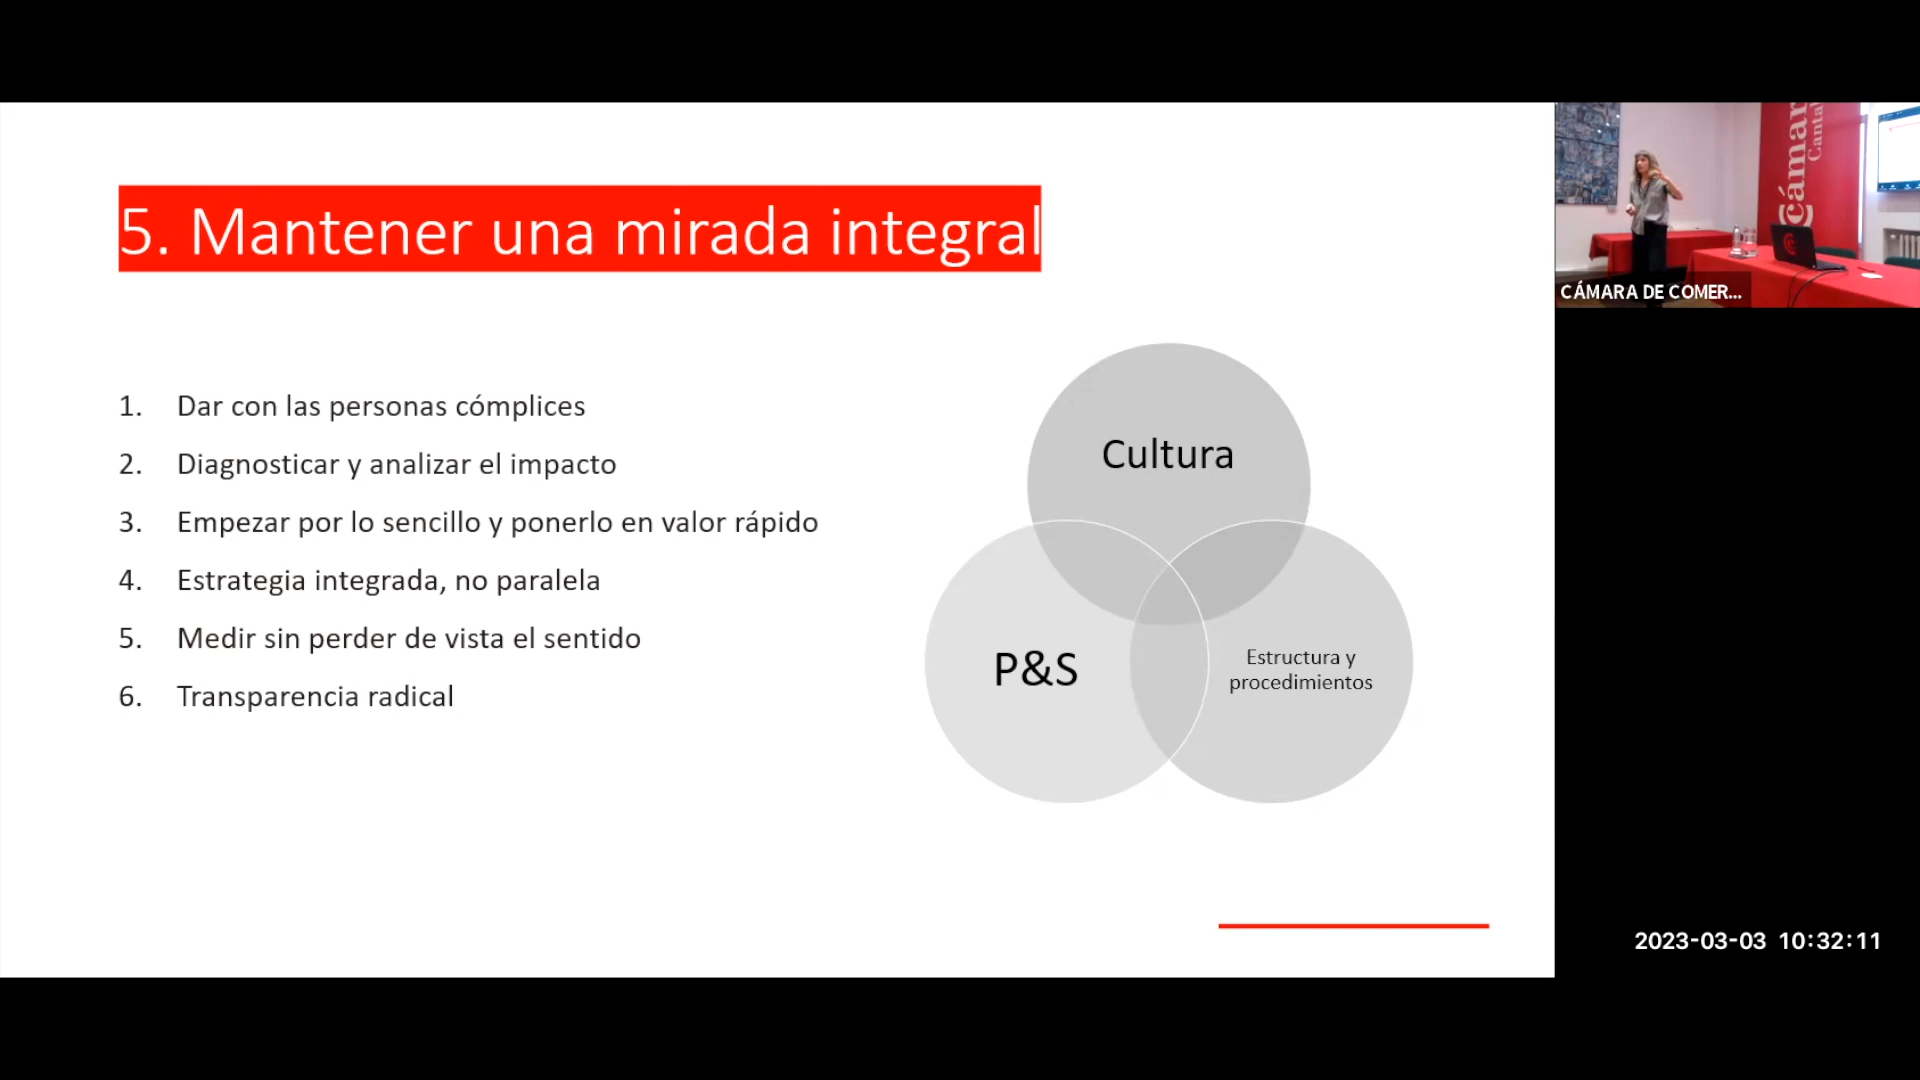 5. Mantener una mirada integral
1. Dar con las personas cómplices
2. Diagnosticar y analizar el impacto
3. Empezar por lo sencillo y ponerlo en valor rápido
4. Estrategia integrada, no paralela
5. Medir sin perder de vista el sentido
6. Transparencia radical
Cultura
P&S
Estructura y
procedimientos
cámar
Canta
CÁMARA DE COMER...
2023-03-03 10:32:11